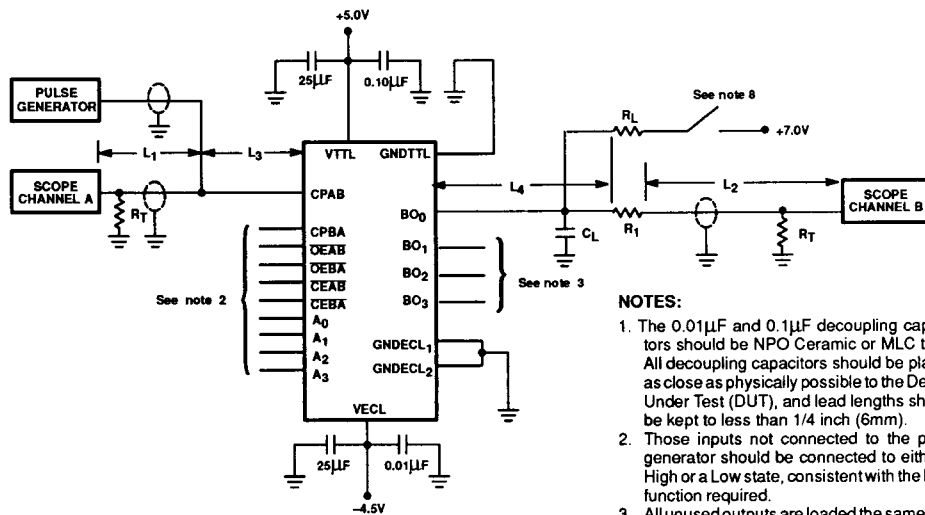 +5.0V
25μF
0.10μF
PULSE
GENERATOR
See note 8
RL
+7.0V
L1
L3
VTTL
GNDTTL
L4
L2
SCOPE
CHANNEL A
RT
CPAB
BO0
R1
CL
RT
SCOPE
CHANNEL B
CPBA
OEAB
OEBA
CEAB
CEBA
A0
A1
A2
A3
See note 2
BO1
BO2
BO3
See note 3
GNDECL1
GNDECL2
VECL
25μF
0.01μF
–4.5V
NOTES:
1. The 0.01μF and 0.1μF decoupling cap
tors should be NPO Ceramic or MLC t
All decoupling capacitors should be pla
as close as physically possible to the De
Under Test (DUT), and lead lengths sh
be kept to less than 1/4 inch (6mm).
2. Those inputs not connected to the p
generator should be connected to eith
High or a Low state, consistent with the
function required.
3. All unused outputs are loaded the same